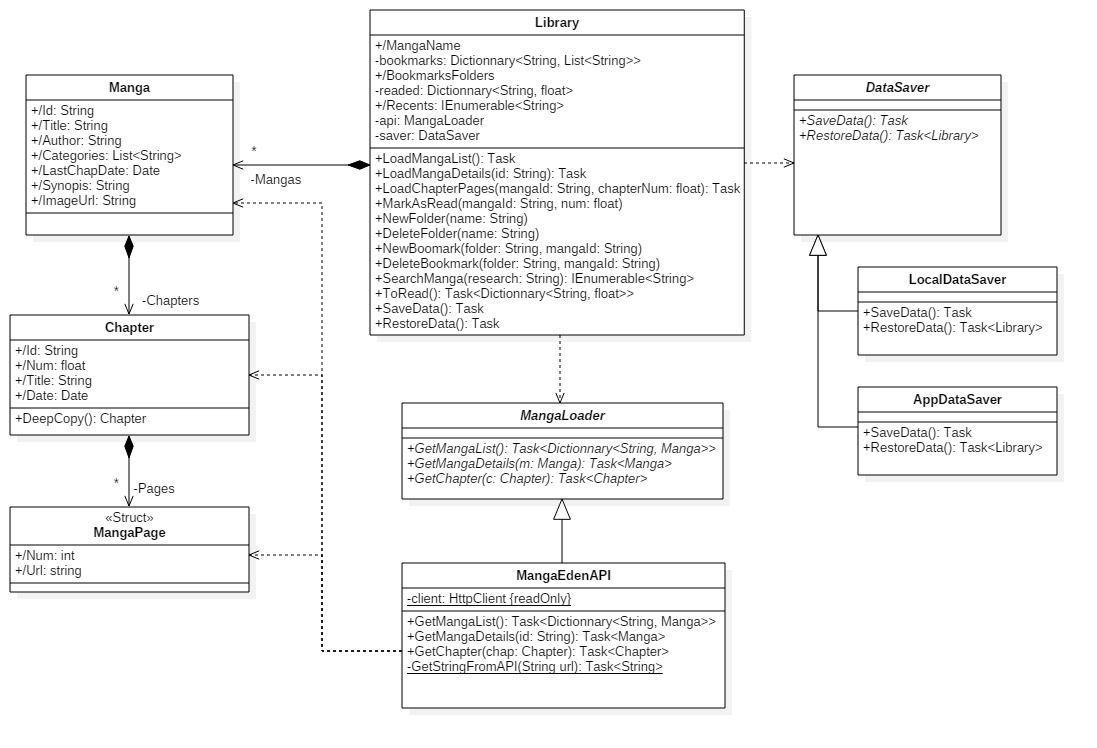 Library
+/MangaName
-bookmarks: Dictionnary<String, List<String>>
+/BookmarksFolders
-readed: Dictionnary<String, float>
+/Recents: IEnumerable<String>
-api: MangaLoader
-saver: DataSaver
+LoadMangaList(): Task
+LoadMangaDetails(id: String): Task
+LoadChapterPages(mangaId: String, chapterNum: float): Task
+MarkAsRead(mangaId: String, num: float)
+NewFolder(name: String)
+DeleteFolder(name: String)
+NewBoomark(folder: String, mangaId: String)
+DeleteBookmark(folder: String, mangaId: String)
+SearchManga(research: String): IEnumerable<String>
+ToRead(): Task<Dictionnary<String, float>>
+SaveData(): Task
+RestoreData(): Task
Manga
+/Id: String
+/Title: String
+/Author: String
+/Categories: List<String>
+/LastChapDate: Date
+/Synopis: String
+/ImageUrl: String
*
-Mangas
*
-Chapters
Chapter
+/Id: String
+/Num: float
+/Title: String
+/Date: Date
+DeepCopy(): Chapter
*
-Pages
«Struct»
MangaPage
+/Num: int
+/Url: string
DataSaver
+SaveData(): Task
+RestoreData(): Task<Library>
LocalDataSaver
+SaveData(): Task
+RestoreData(): Task<Library>
AppDataSaver
+SaveData(): Task
+RestoreData(): Task<Library>
MangaLoader
+GetMangaList(): Task<Dictionnary<String, Manga>>
+GetMangaDetails(m: Manga): Task<Manga>
+GetChapter(c: Chapter): Task<Chapter>
MangaEdenAPI
-client: HttpClient {readOnly}
+GetMangaList(): Task<Dictionnary<String, Manga>>
+GetMangaDetails(id: String): Task<Manga>
+GetChapter(chap: Chapter): Task<Chapter>
-GetStringFromAPI(String url): Task<String>